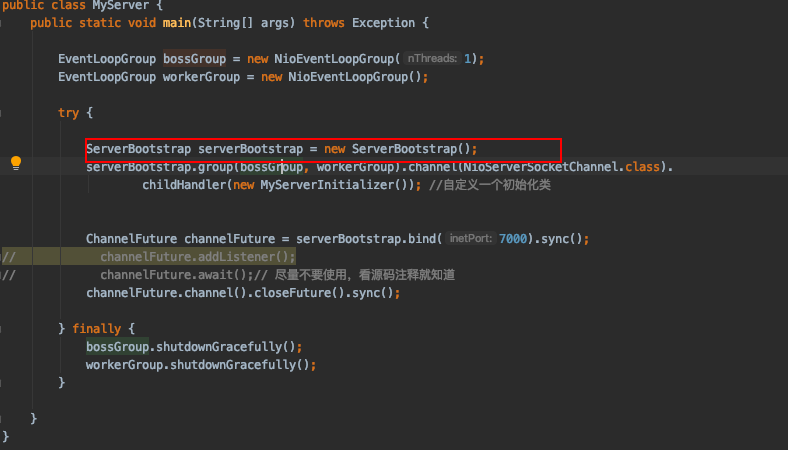 public class MyServer {
public static void main(String[] args) throws Exception {
EventLoopGroup bossGroup = new NioEventLoopGroup( nThreads: 1);
EventLoopGroup workerGroup = new NioEventLoopGroup();
try {
ServerBootstrap serverBootstrap = new ServerBootstrap();
serverBootstrap.group(bossGroup, workerGroup).channel(NioServerSocketChannel.class).
childHandler(new MyServerInitializer()); //自定义一个初始化类
ChannelFuture channelFuture = serverBootstrap.bind( inetPort: 7000).sync();
// channelFuture.addListener();
// channelFuture.await();// 尽量不要使用，看源码注释就知道
channelFuture.channel().closeFuture().sync();
} finally {
bossGroup.shutdownGracefully();
workerGroup.shutdownGracefully();
}
}
}